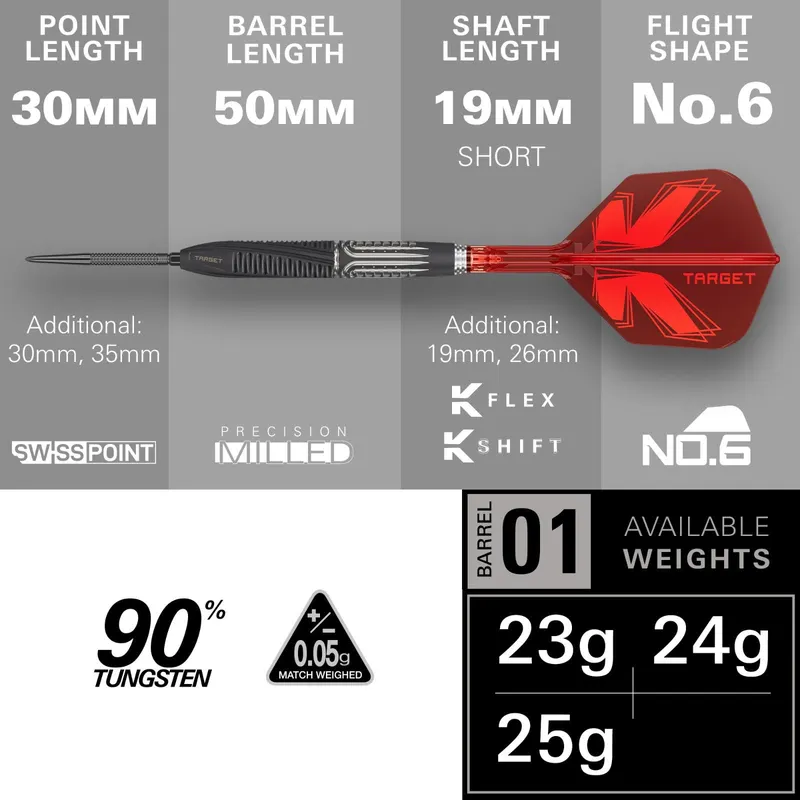 POINT
LENGTH
30MM
BARREL
LENGTH
50MM
SHAFT
LENGTH
19MM
SHORT
FLIGHT
SHAPE
No.6
TARGET
K
TARGET
Additional:
30mm, 35mm
Additional:
19mm, 26mm
K FLEX
K SHIFT
SWISS POINT
PRECISION
MILLED
NO.6
90%
TUNGSTEN
+/-
0.05g
MATCH WEIGHED
BARREL
01
AVAILABLE
WEIGHTS
23g
24g
25g